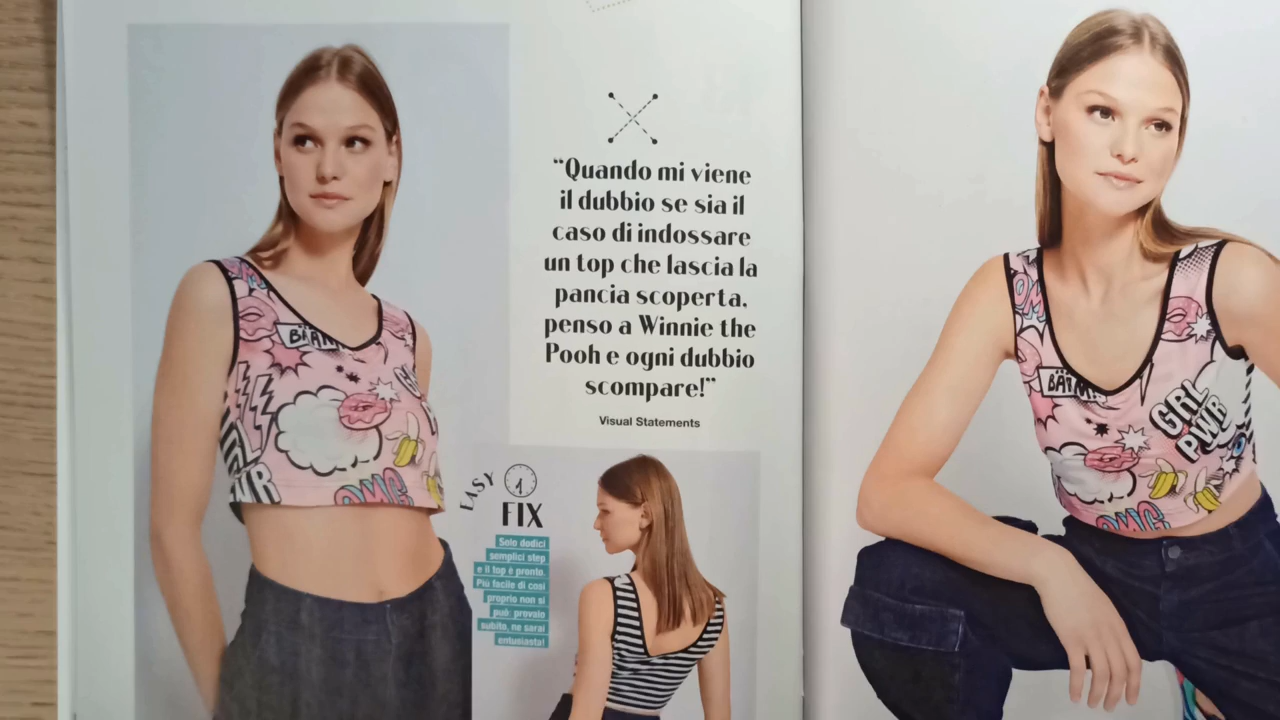 “Quando mi viene
il dubbio se sia il
caso di indossare
un top che lascia la
pancia scoperta,
penso a Winnie the
Pooh e ogni dubbio
scompare!”
Visual Statements
EASY
FIX
Solo dodici
semplici step
e il top è pronto.
Più facile di così
proprio non si
può: provalo
subito, ne sarai
entusiasta!
OMG
GRL
PWR
OMG